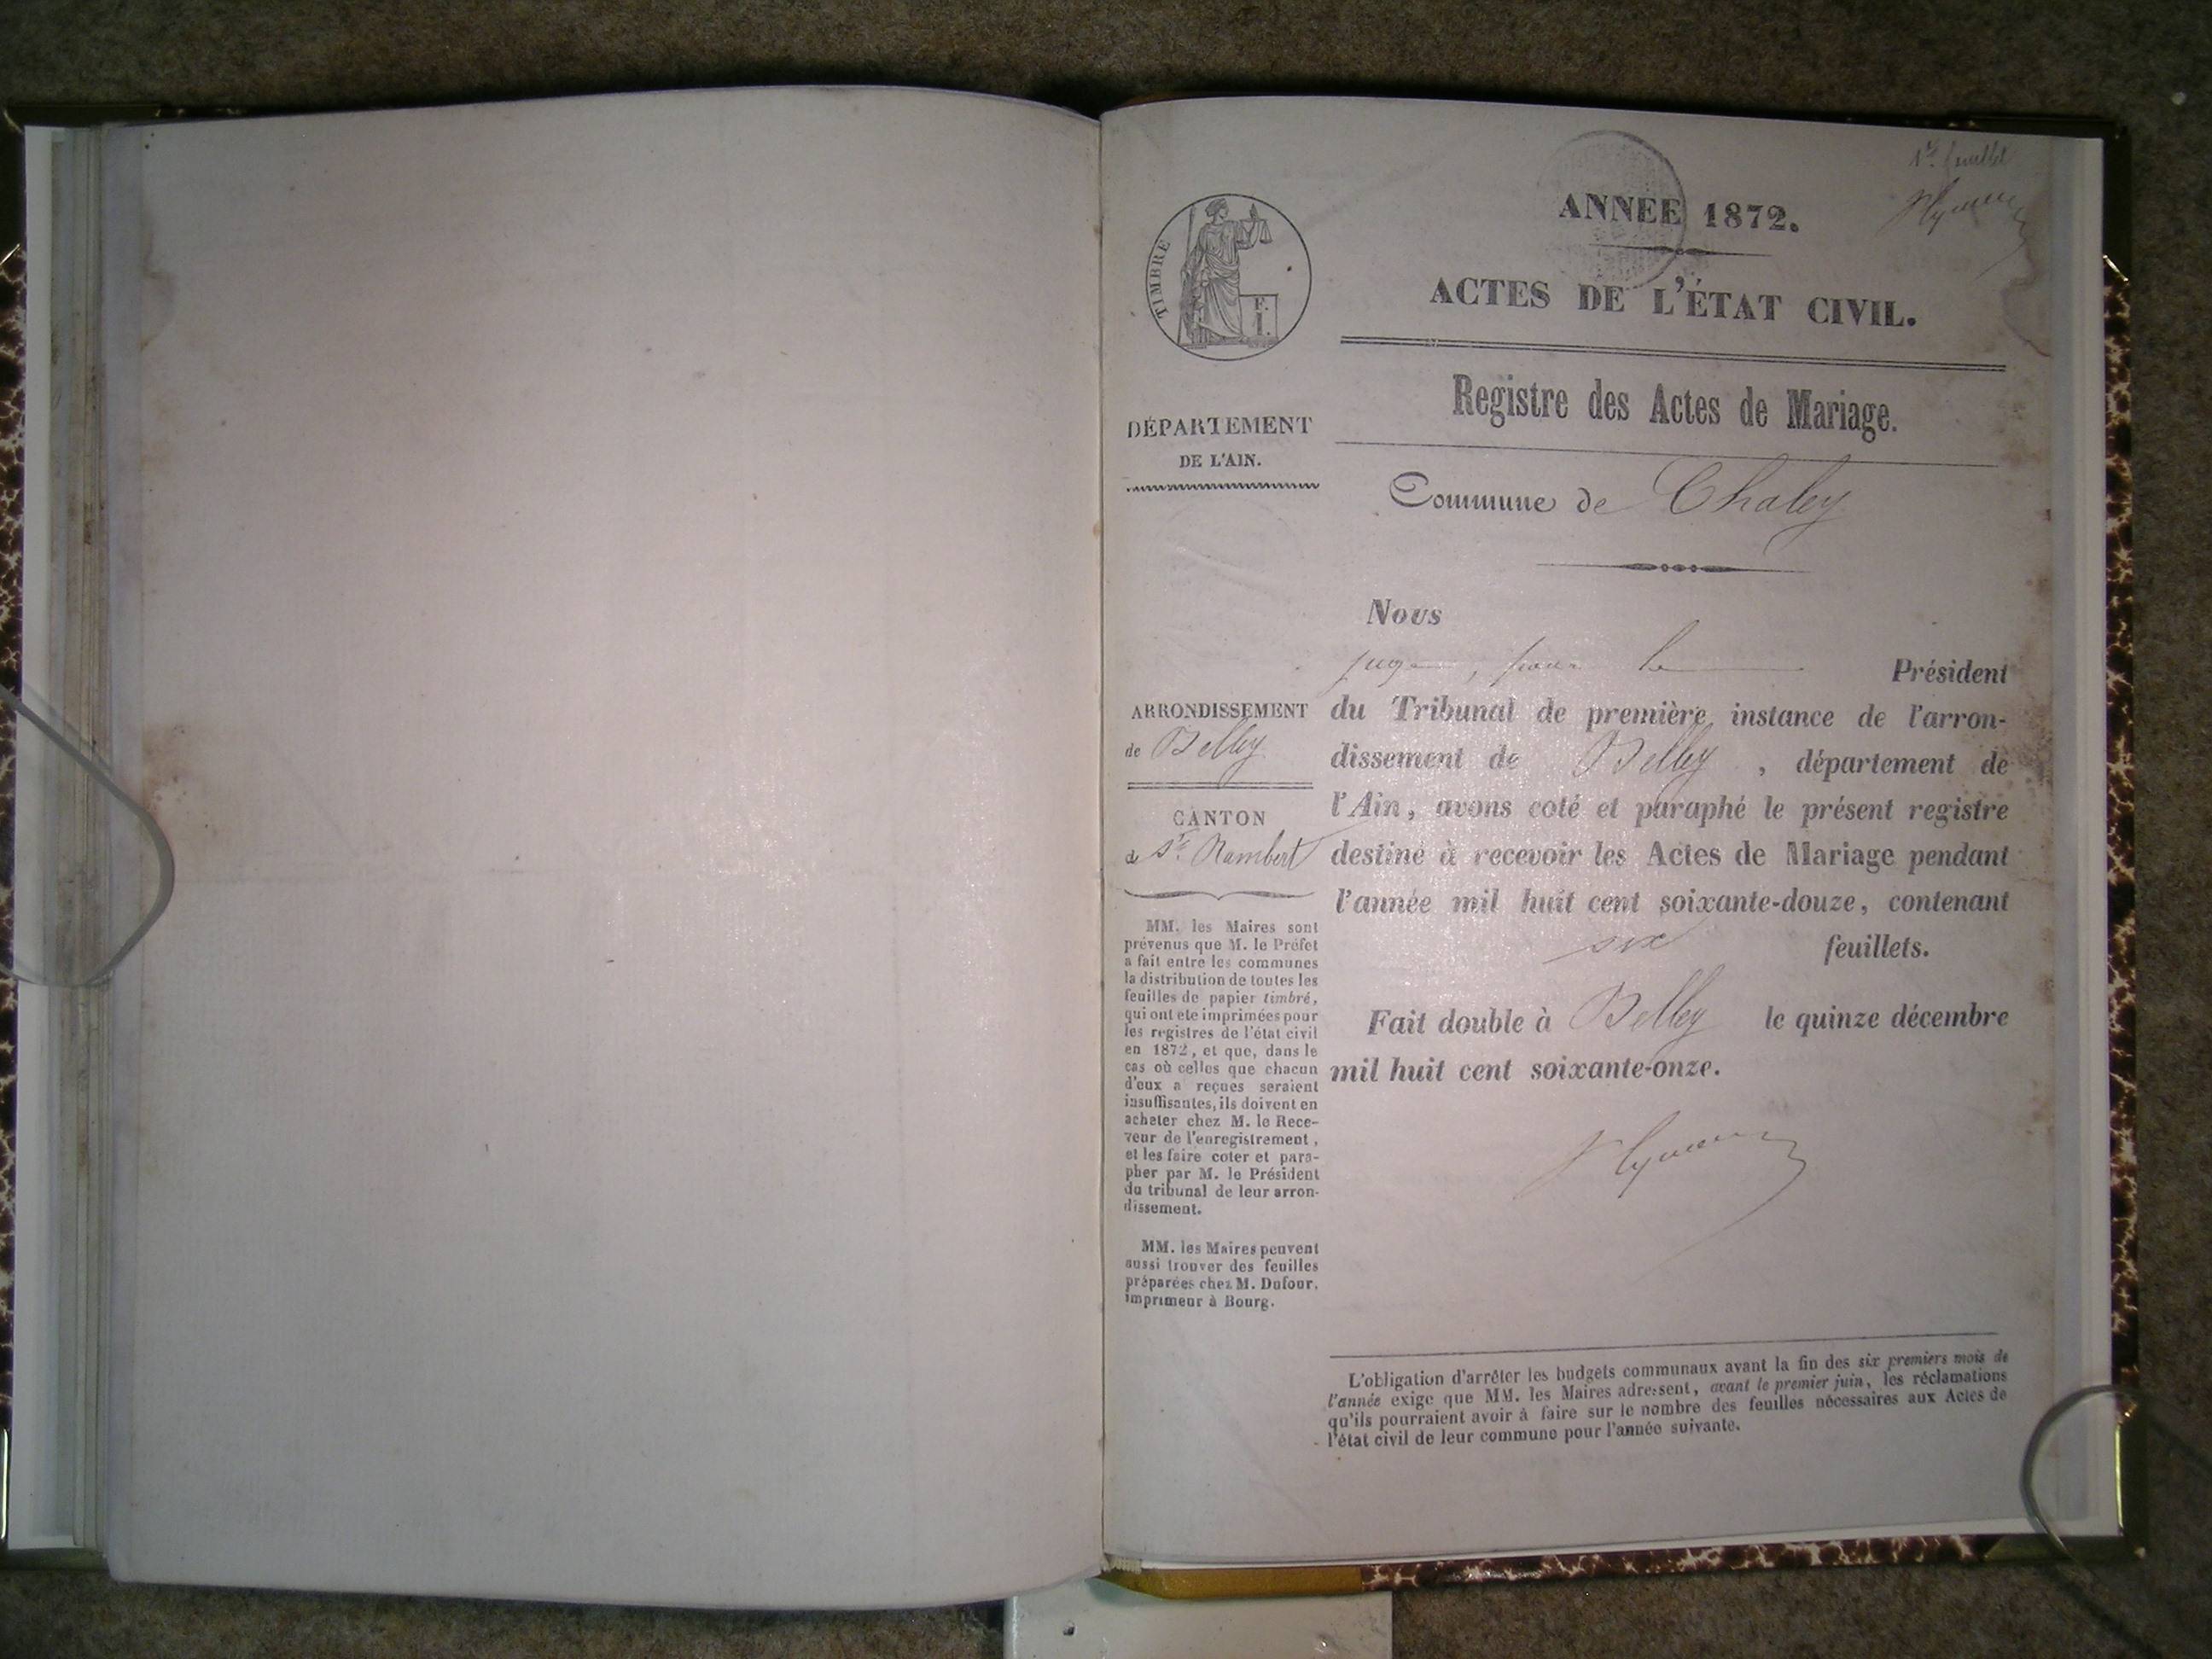 1er feuillet
ANNÉE 1872.
ACTES DE L'ÉTAT CIVIL.
Registre des Actes de Mariage.
Commune de Chaley
TIMBRE
F.
I.
DÉPARTEMENT
DE L'AIN.
ARRONDISSEMENT
de Belley
CANTON
de St. Rambert
MM. les Maires sont
prévenus que M. le Préfet
a fait entre les communes
la distribution de toutes les
feuilles de papier timbré,
qui ont ete imprimées pour
les registres de l'état civil
en 1872, et que, dans le
cas où celles que chacun
d'eux a reçues seraient
insuffisantes, ils doivent en
acheter chez M. le Rece-
veur de l'enregistrement,
et les faire coter et para-
pher par M. le Président
du tribunal de leur arron-
dissement.
MM. les Maires peuvent
aussi trouver des feuilles
préparées chez M. Dufour,
imprimeur à Bourg.
Nous
juge, pour le Président
du Tribunal de première instance de l'arron-
dissement de Belley, département de
l'Ain, avons coté et paraphé le présent registre
destiné à recevoir les Actes de Mariage pendant
l'année mil huit cent soixante-douze, contenant
six feuillets.
Fait double à Belley le quinze décembre
mil huit cent soixante-onze.
L'obligation d'arrêter les budgets communaux avant la fin des six premiers mois de
l'année exige que MM. les Maires adressent, avant le premier juin, les réclamations
qu'ils pourraient avoir à faire sur le nombre des feuilles nécessaires aux Actes de
l'état civil de leur commune pour l'année suivante.